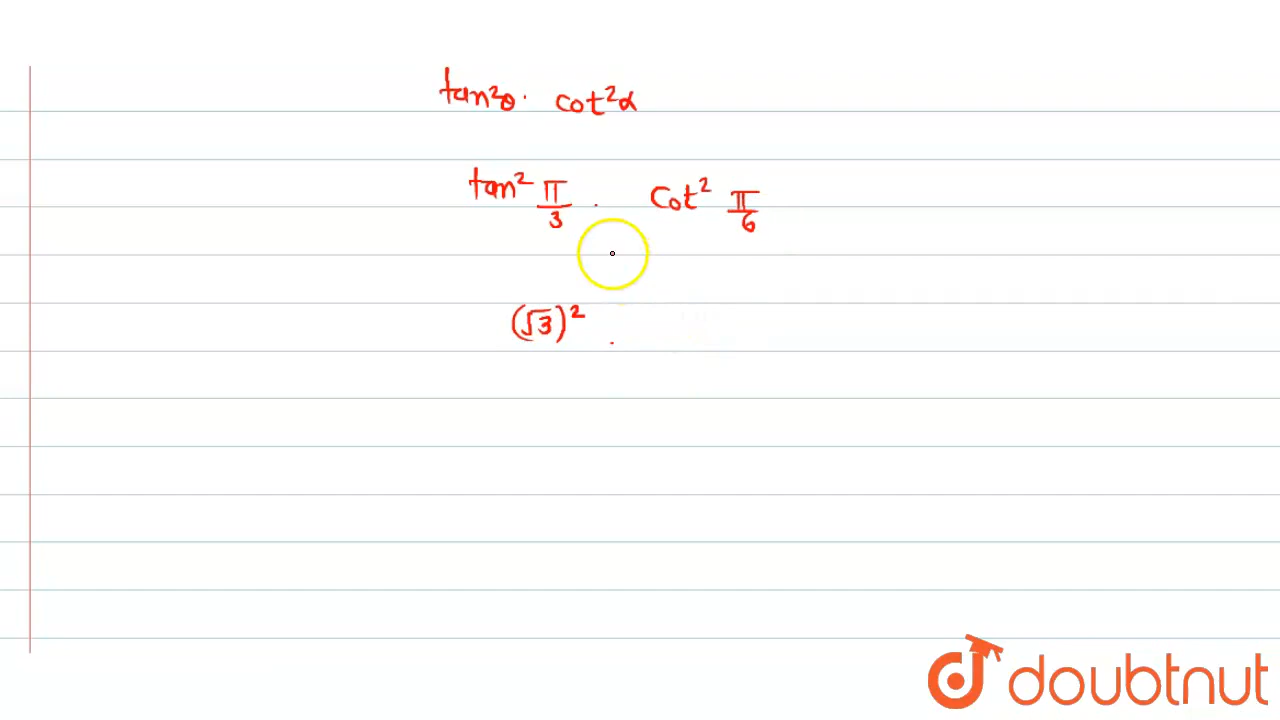 tan²θ · cot²α
tan² π/3 · cot² π/6
(√3)² ·
doubtnut